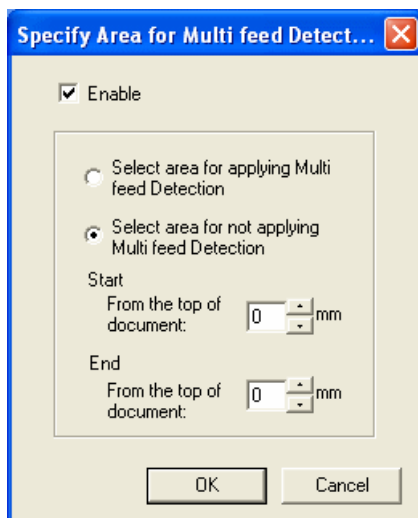 Specify Area for Multi feed Detect...
Enable
Select area for applying Multi
feed Detection
Select area for not applying
Multi feed Detection
Start
From the top of
document: 0 mm
End
From the top of
document: 0 mm
OK Cancel